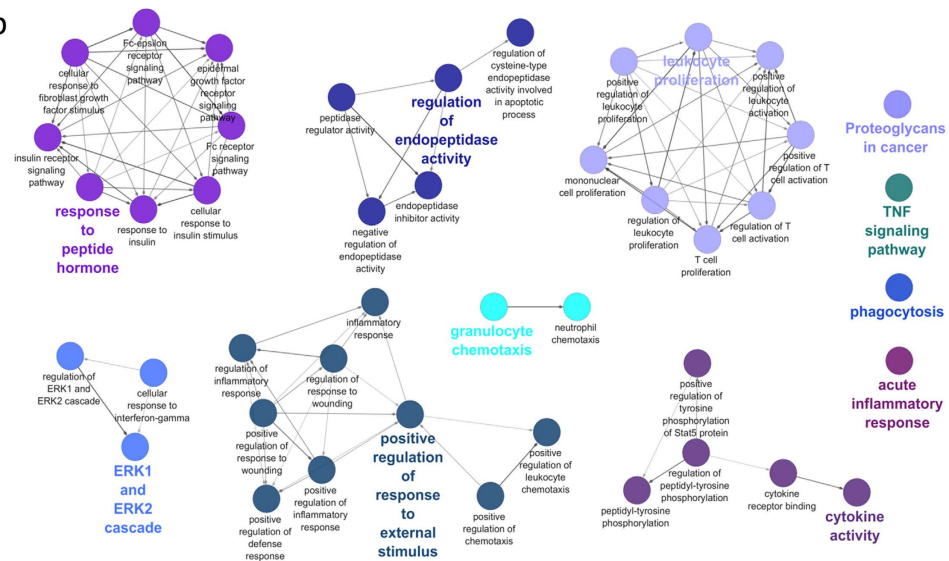 b
Fc-epsilon
receptor
signaling
pathway
cellular
response to
fibroblast growth
factor stimulus
epidermal
growth factor
receptor
signaling
pathway
insulin receptor
signaling
pathway
Fc receptor
signaling
pathway
response
to
peptide
hormone
response to
insulin
cellular
response to
insulin stimulus
regulation of
cysteine-type
endopeptidase
activity involved
in apoptotic
process
peptidase
regulator activity
regulation
of
endopeptidase
activity
endopeptidase
inhibitor activity
negative
regulation of
endopeptidase
activity
leukocyte
proliferation
positive
regulation of
leukocyte
proliferation
positive
regulation of
leukocyte
activation
mononuclear
cell proliferation
positive
regulation of T
cell activation
regulation of
leukocyte
proliferation
regulation of T
cell activation
T cell
proliferation
Proteoglycans
in cancer
TNF
signaling
pathway
phagocytosis
acute
inflammatory
response
granulocyte
chemotaxis
neutrophil
chemotaxis
regulation of
ERK1 and
ERK2 cascade
cellular
response to
interferon-gamma
ERK1
and
ERK2
cascade
inflammatory
response
regulation of
inflammatory
response
regulation of
response to
wounding
positive
regulation of
response to
wounding
positive
regulation of
inflammatory
response
positive
regulation of
defense
response
positive
regulation
of
response
to
external
stimulus
positive
regulation of
leukocyte
chemotaxis
positive
regulation of
chemotaxis
positive
regulation of
tyrosine
phosphorylation
of Stat5 protein
regulation of
peptidyl-tyrosine
phosphorylation
peptidyl-tyrosine
phosphorylation
cytokine
receptor binding
cytokine
activity